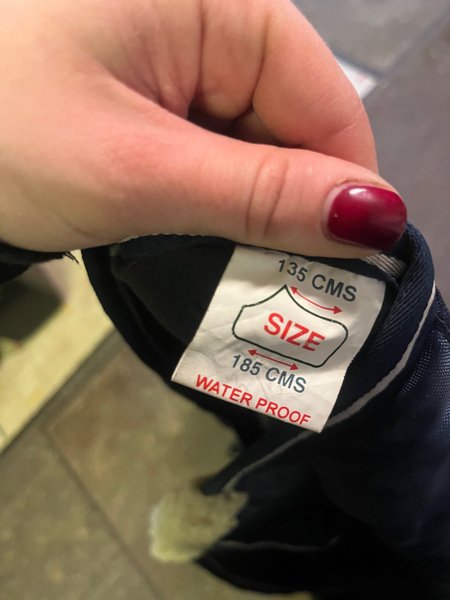 135 CMS
SIZE
185 CMS
WATER PROOF